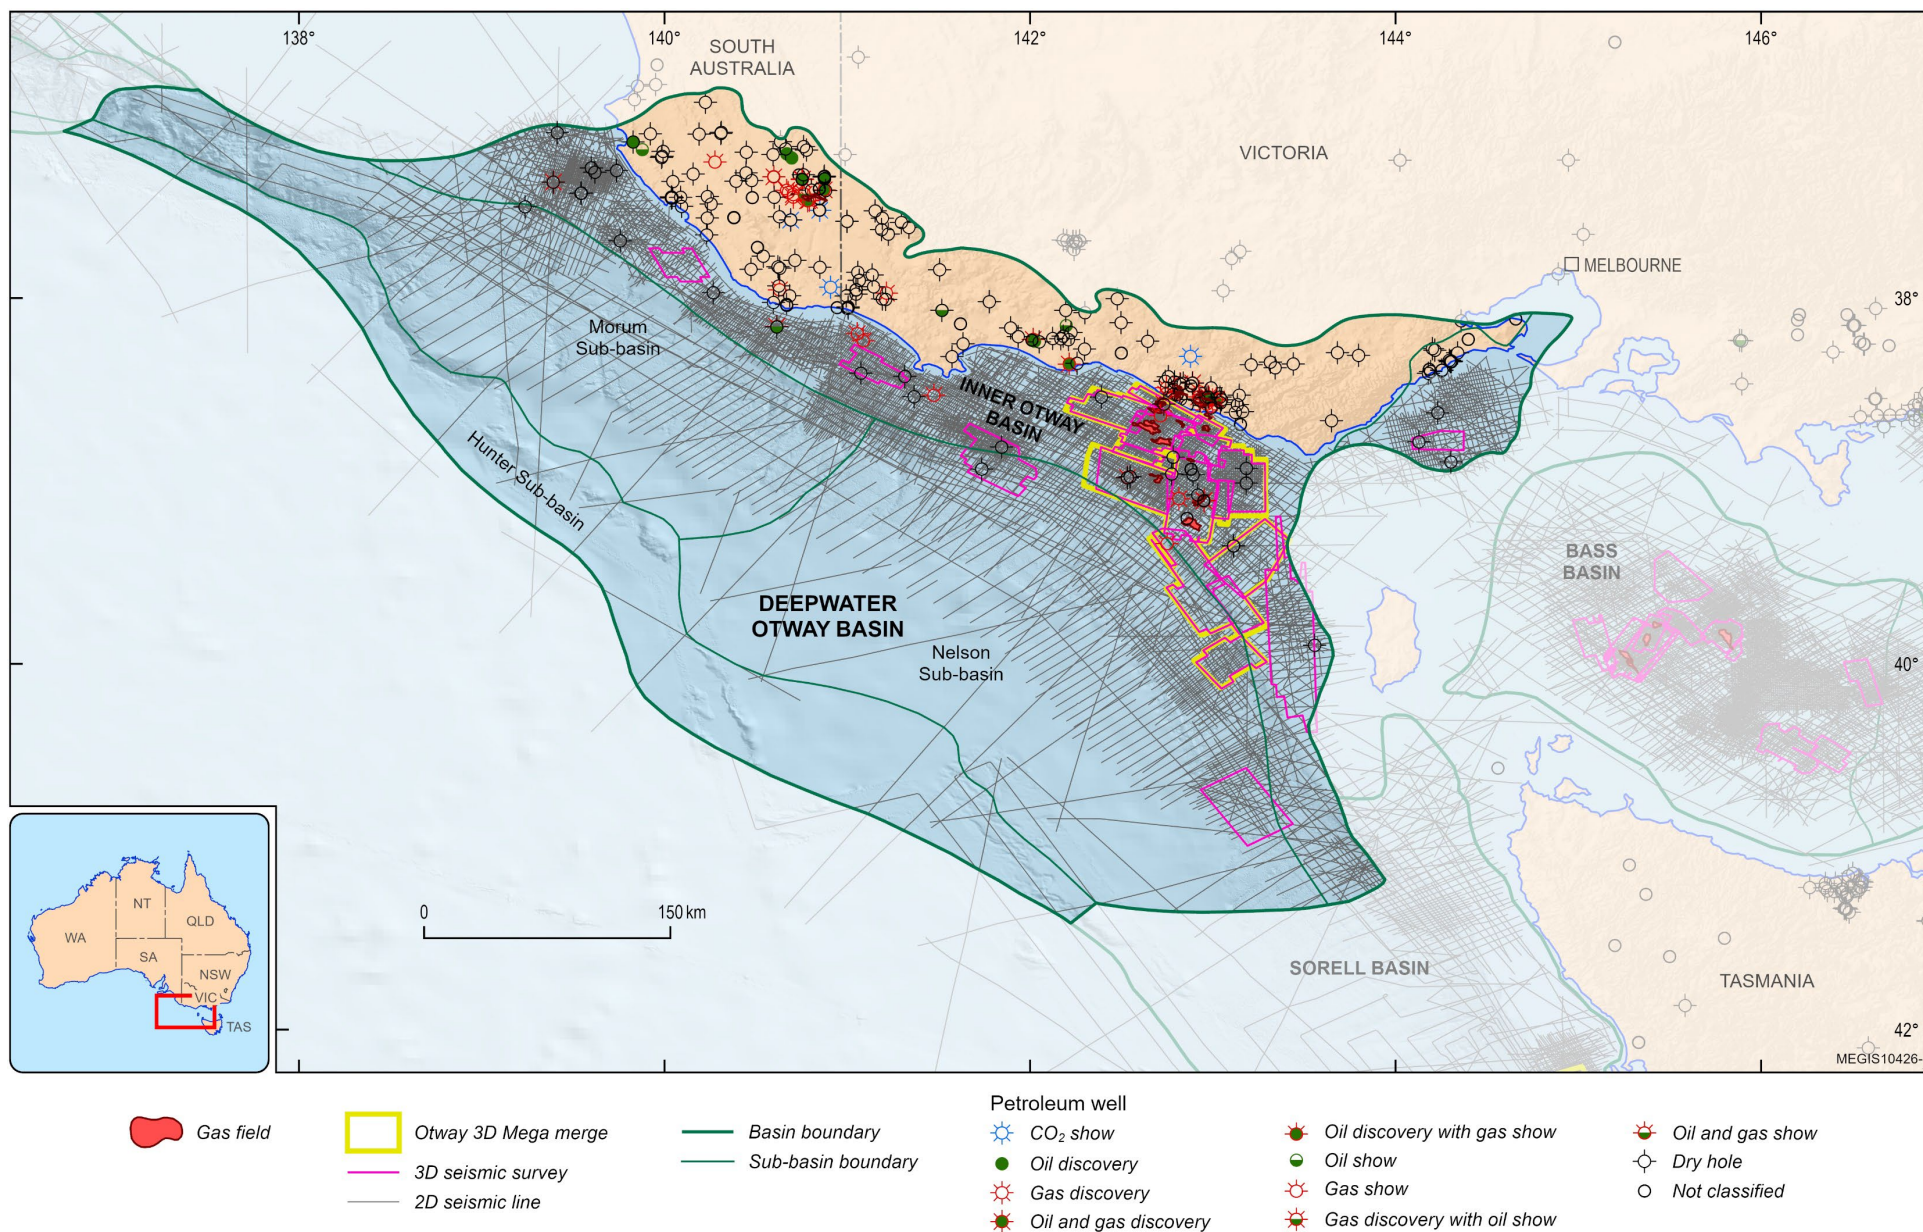 138°
140°
142°
144°
146°
SOUTH
AUSTRALIA
VICTORIA
MELBOURNE
38°
Morum
Sub-basin
INNER OTWAY
BASIN
Hunter Sub-basin
BASS
BASIN
DEEPWATER
OTWAY BASIN
Nelson
Sub-basin
40°
0
150 km
SORELL BASIN
TASMANIA
42°
MEGIS10426-
NT
QLD
WA
SA
NSW
VIC
TAS
Gas field
Otway 3D Mega merge
3D seismic survey
2D seismic line
Basin boundary
Sub-basin boundary
Petroleum well
CO₂ show
Oil discovery
Gas discovery
Oil and gas discovery
Oil discovery with gas show
Oil show
Gas show
Gas discovery with oil show
Oil and gas show
Dry hole
Not classified